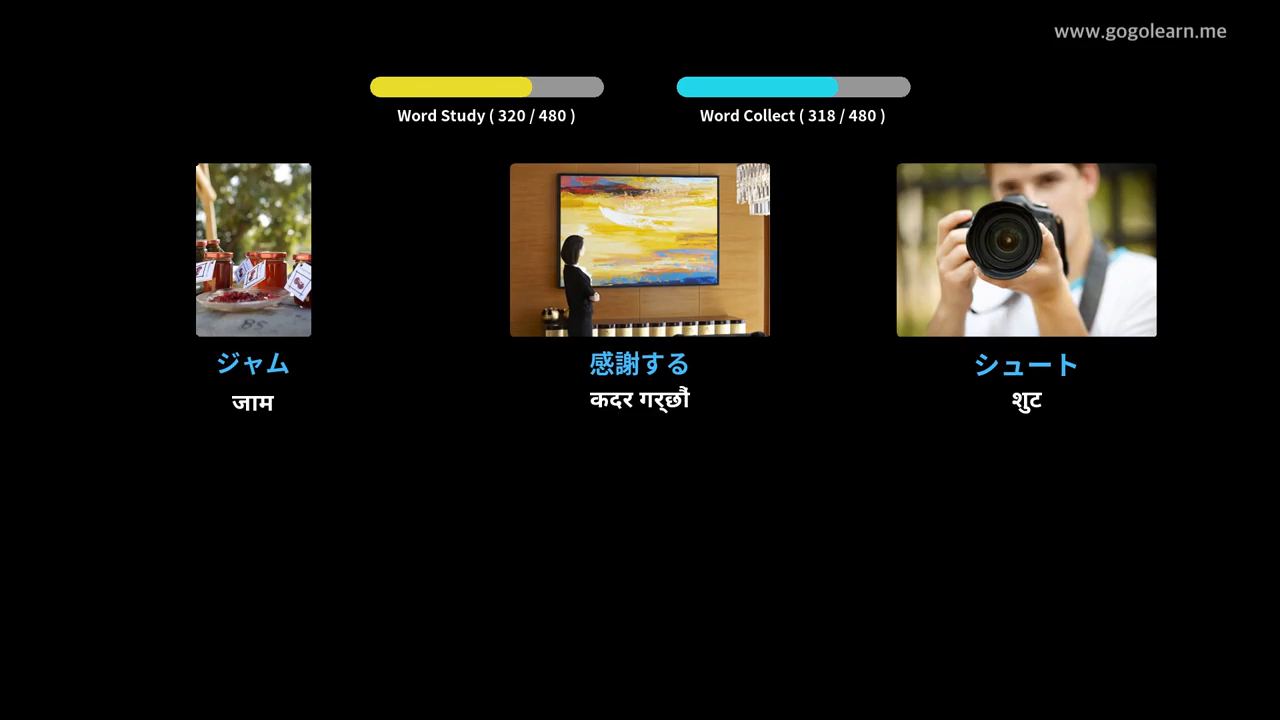 www.gogolearn.me
Word Study ( 320 / 480 )
Word Collect ( 318 / 480 )
ジャム
जाम
感謝する
कदर गर्छौं
シュート
शुट